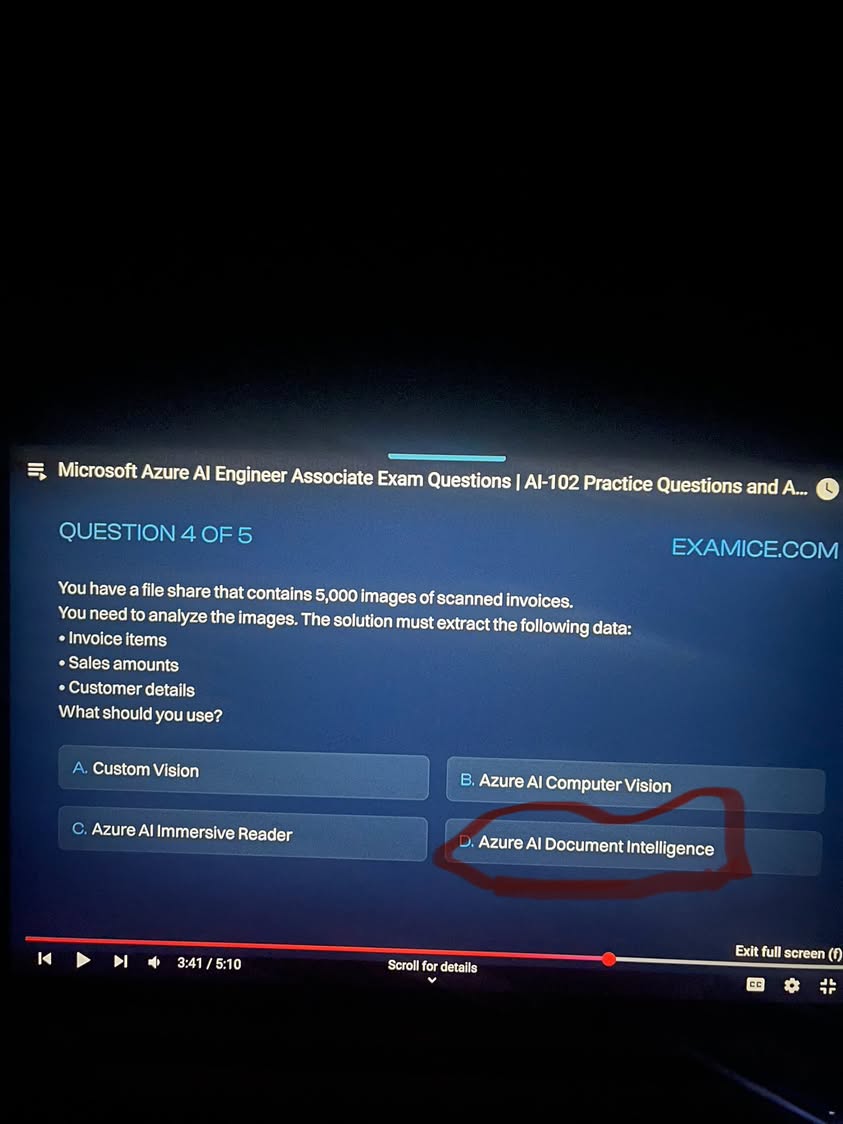 Microsoft Azure AI Engineer Associate Exam Questions | AI-102 Practice Questions and A...
QUESTION 4 OF 5
EXAMICE.COM
You have a file share that contains 5,000 images of scanned invoices.
You need to analyze the images. The solution must extract the following data:
• Invoice items
• Sales amounts
• Customer details
What should you use?
A. Custom Vision
B. Azure AI Computer Vision
C. Azure AI Immersive Reader
D. Azure AI Document Intelligence
Exit full screen (f)
3:41 / 5:10
Scroll for details
CC